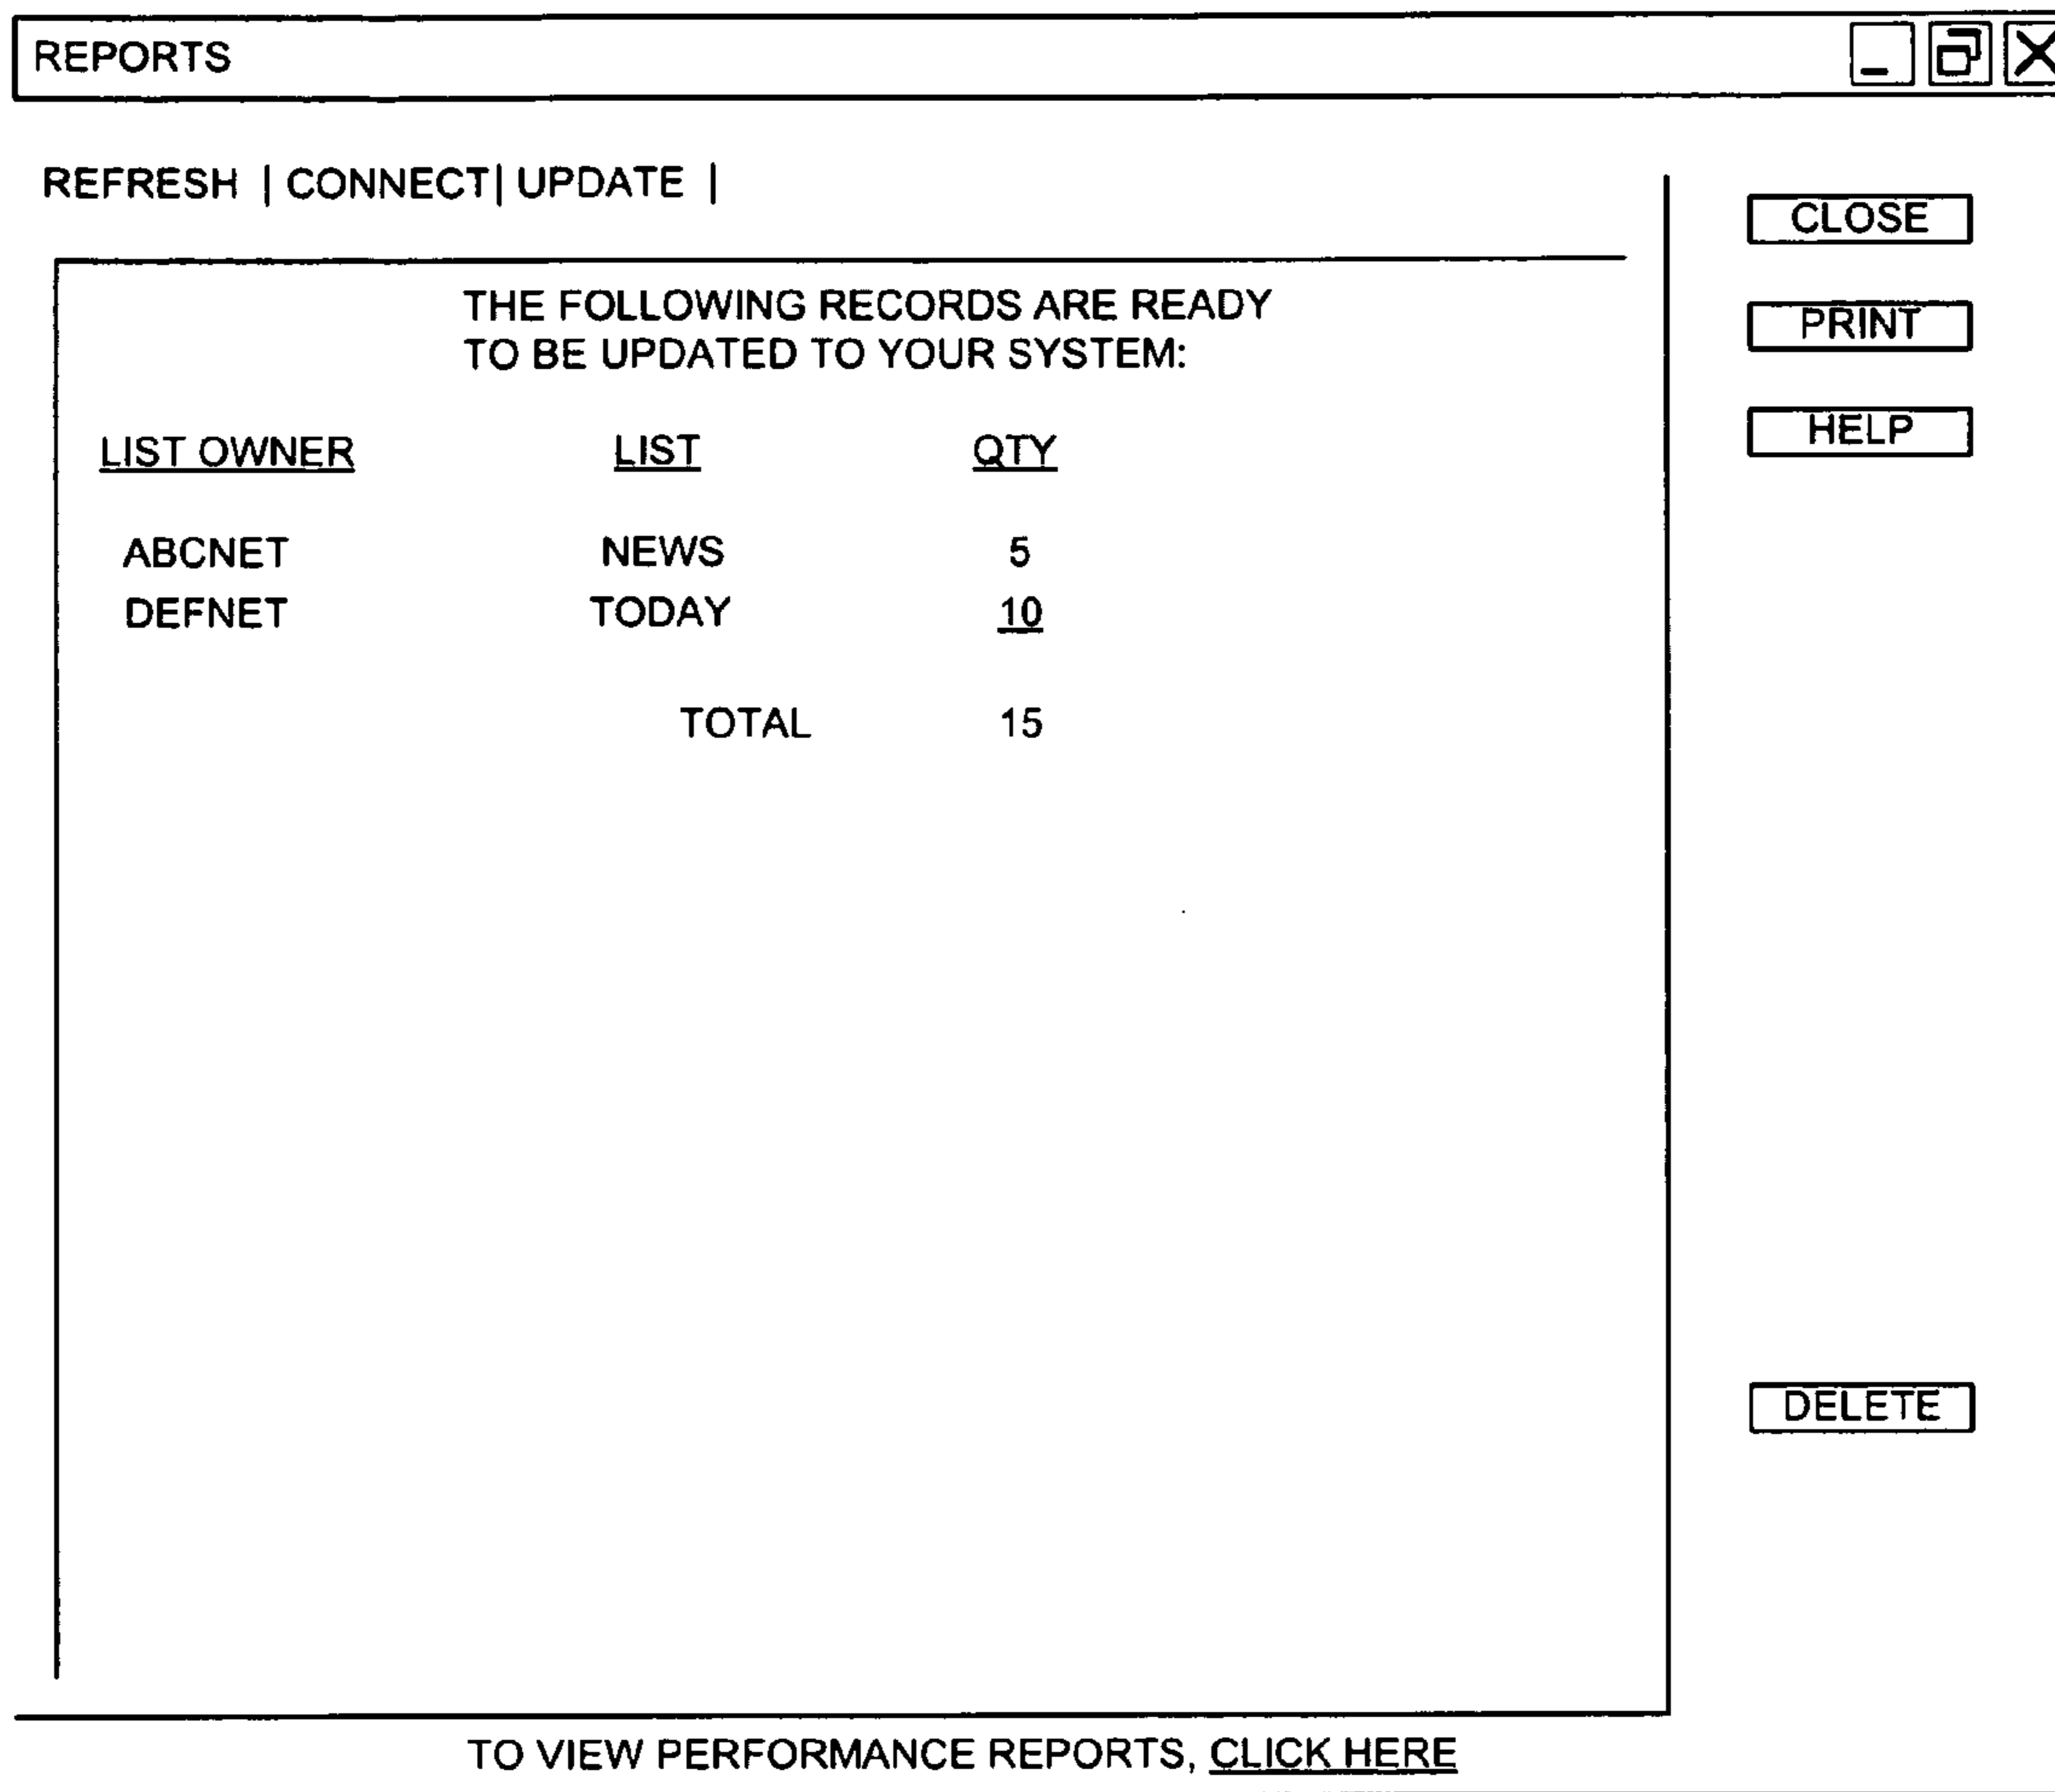 REPORTS
REFRESH | CONNECT| UPDATE |
CLOSE
PRINT
HELP
THE FOLLOWING RECORDS ARE READY
TO BE UPDATED TO YOUR SYSTEM:
LIST OWNER LIST QTY
ABCNET NEWS 5
DEFNET TODAY 10
TOTAL 15
DELETE
TO VIEW PERFORMANCE REPORTS, CLICK HERE